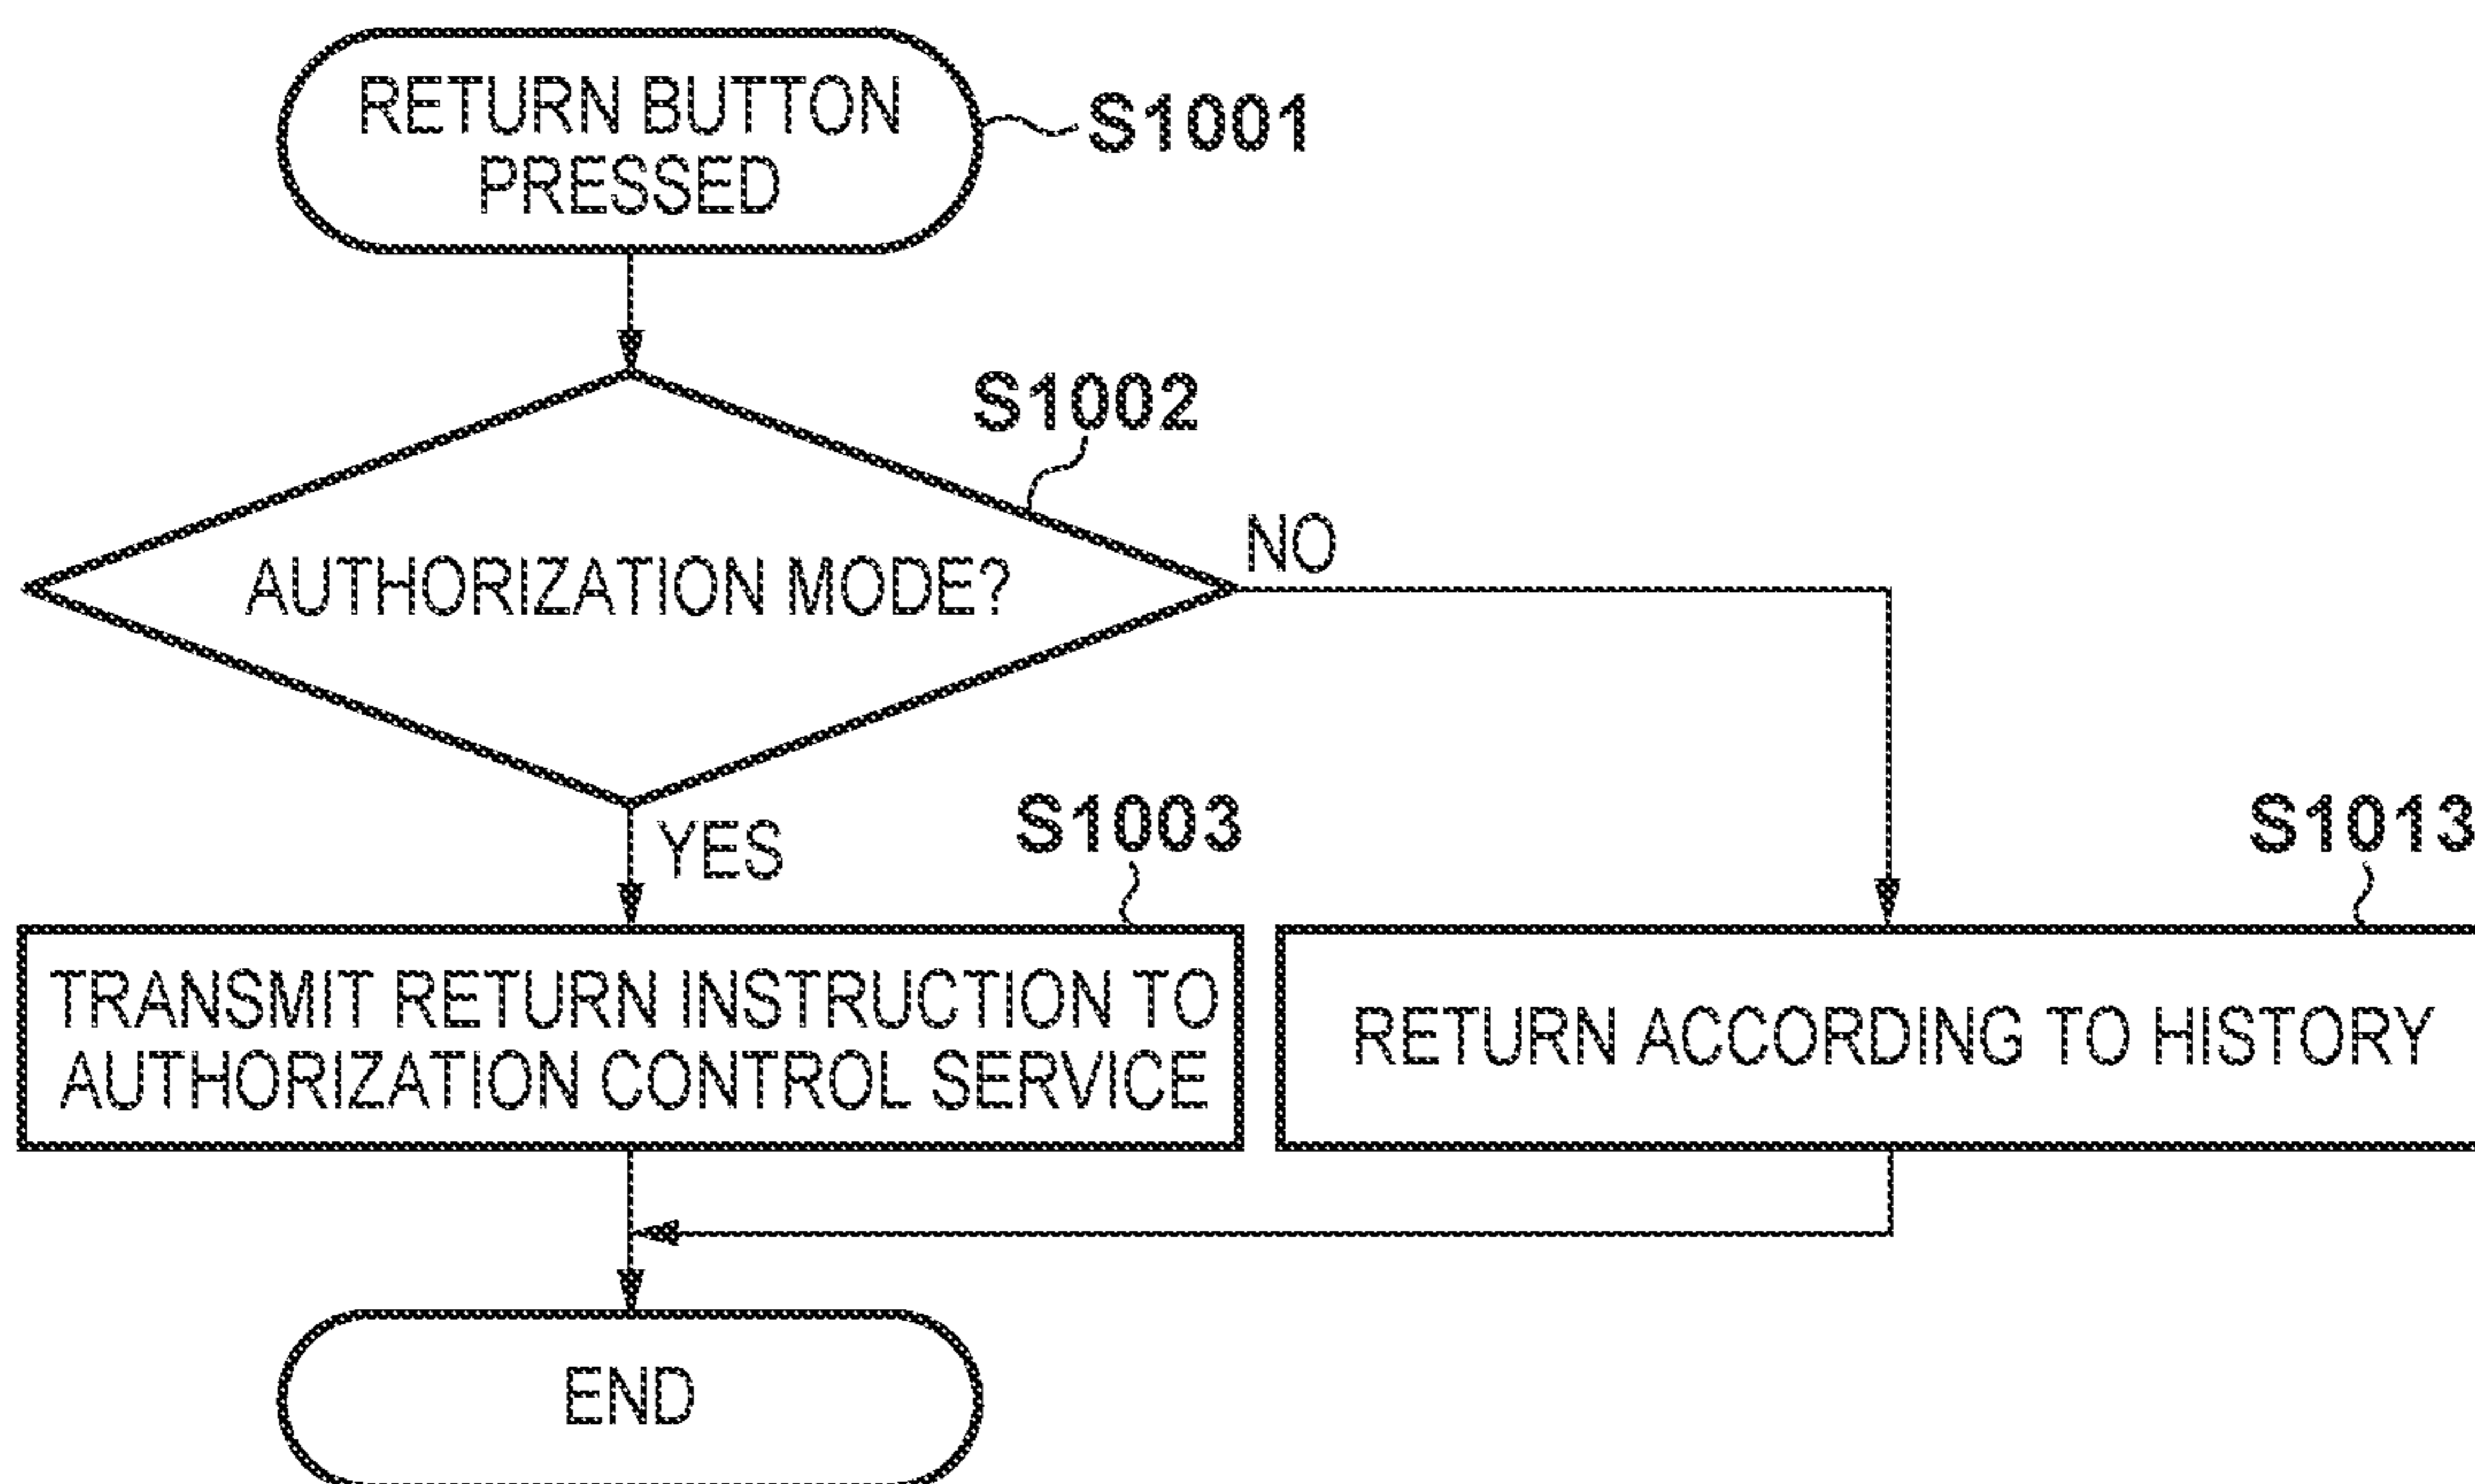 RETURN BUTTON
PRESSED
S1001
S1002
AUTHORIZATION MODE?
NO
YES
S1003
S1013
TRANSMIT RETURN INSTRUCTION TO
AUTHORIZATION CONTROL SERVICE
RETURN ACCORDING TO HISTORY
END